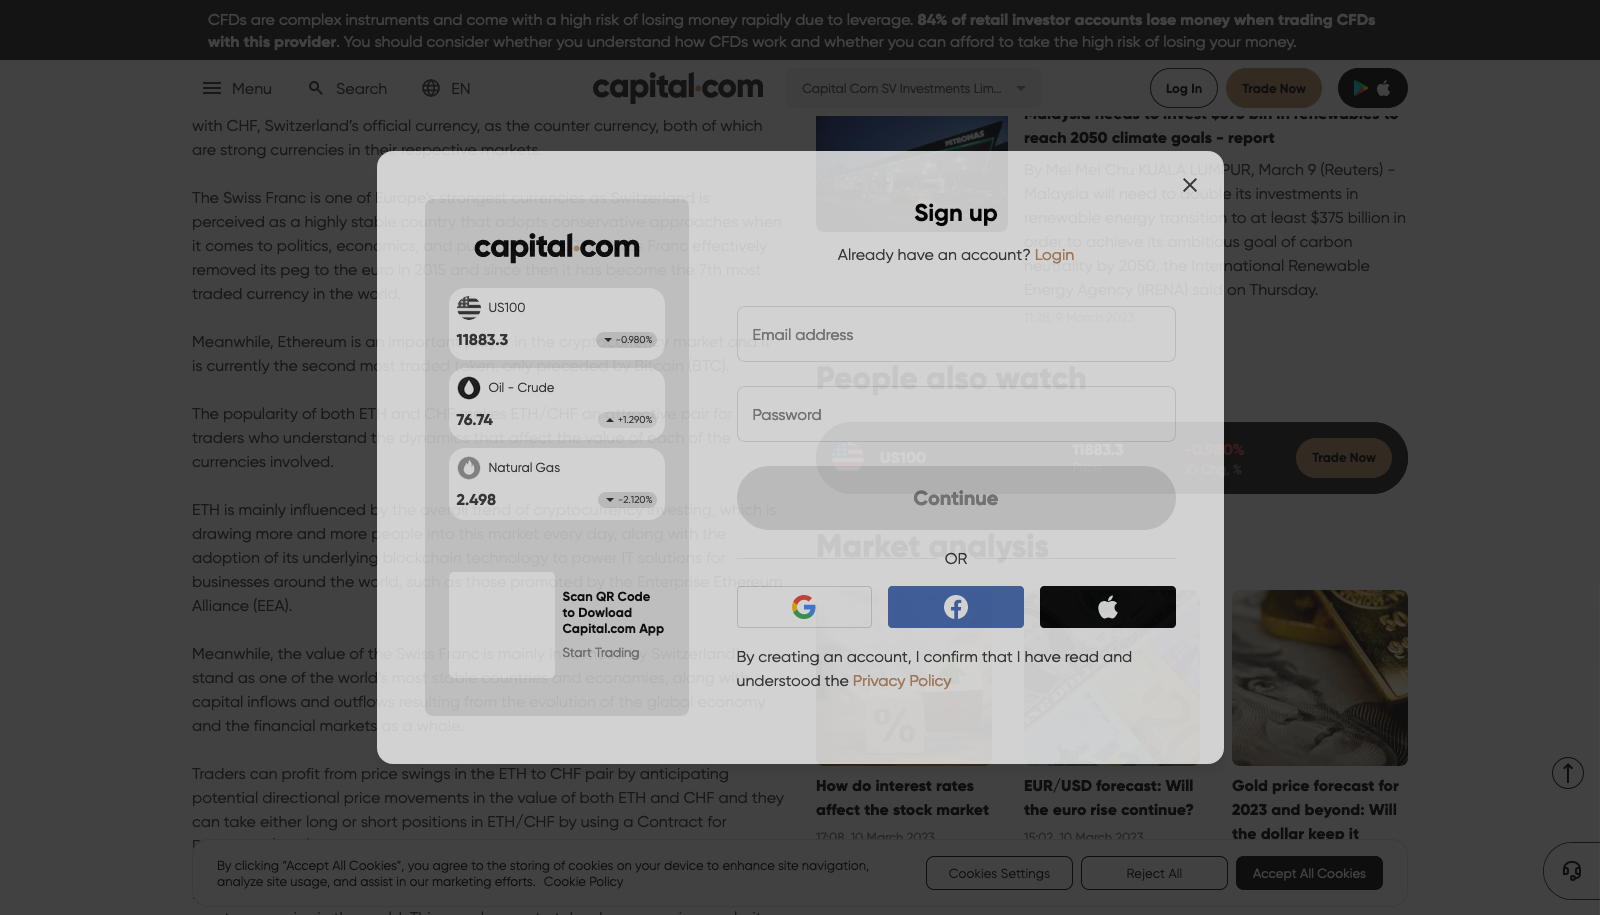 CFDs are complex instruments and come with a high risk of losing money rapidly due to leverage. 84% of retail investor accounts lose money when trading CFDs
with this provider. You should consider whether you understand how CFDs work and whether you can afford to take the high risk of losing your money.
Menu
Search
EN
capital.com
Capital Com SV Investments Lim...
Log In
Trade Now
with CHF, Switzerland's official currency, as the counter currency, both of which
are strong currencies in their respective markets.
The Swiss Franc is one of Europe's strongest currencies as Switzerland is
perceived as a highly stable country that adopts conservative approaches when
it comes to politics, economics, and pu Franc effectively
removed its peg to the euro in 2015 and since then it has become the 7th most
traded currency in the world.
Meanwhile, Ethereum is an important in the crypto market and it
is currently the second most traded token, only preceded by Bitcoin (BTC).
The popularity of both ETH and CHF makes ETH/CHF an pair for
traders who understand the dynamics that affect the value of each of the
currencies involved.
ETH is mainly influenced by the overall trend of cryptocurrency investing, which is
drawing more and more people into this market every day, along with the
adoption of its underlying blockchain technology to power IT solutions for
businesses around the world, such as those promoted by the Enterprise Ethereum
Alliance (EEA).
Meanwhile, the value of the Swiss Franc is mainly Switzerland
stand as one of the world's most stable countries and economies, along with
capital inflows and outflows resulting from the evolution of the global economy
and the financial markets as a whole.
Traders can profit from price swings in the ETH to CHF pair by anticipating
potential directional price movements in the value of both ETH and CHF and they
can take either long or short positions in ETH/CHF by using a Contract for
PETRONAS
Malaysia needs to invest $375 bln in renewables to
reach 2050 climate goals - report
By Mei Mei Chu KUALA LUMPUR, March 9 (Reuters) -
Malaysia will need to double its investments in
renewable energy transition to at least $375 billion in
order to achieve its ambitious goal of carbon
neutrality by 2050, the International Renewable
Energy Agency (IRENA) said on Thursday.
11:28, 9 March 2023
People also watch
US100
11883.3
Price
-0.980%
1D Chg, %
Trade Now
Market analysis
%
How do interest rates
affect the stock market
17:08, 10 March 2023
EUR/USD forecast: Will
the euro rise continue?
15:02, 10 March 2023
Gold price forecast for
2023 and beyond: Will
the dollar keep it
capital.com
US100
11883.3
-0.980%
Oil - Crude
76.74
+1.290%
Natural Gas
2.498
-2.120%
Scan QR Code
to Dowload
Capital.com App
Start Trading
Sign up
Already have an account? Login
Email address
Password
Continue
OR
By creating an account, I confirm that I have read and
understood the Privacy Policy
By clicking "Accept All Cookies", you agree to the storing of cookies on your device to enhance site navigation,
analyze site usage, and assist in our marketing efforts. Cookie Policy
Cookies Settings
Reject All
Accept All Cookies